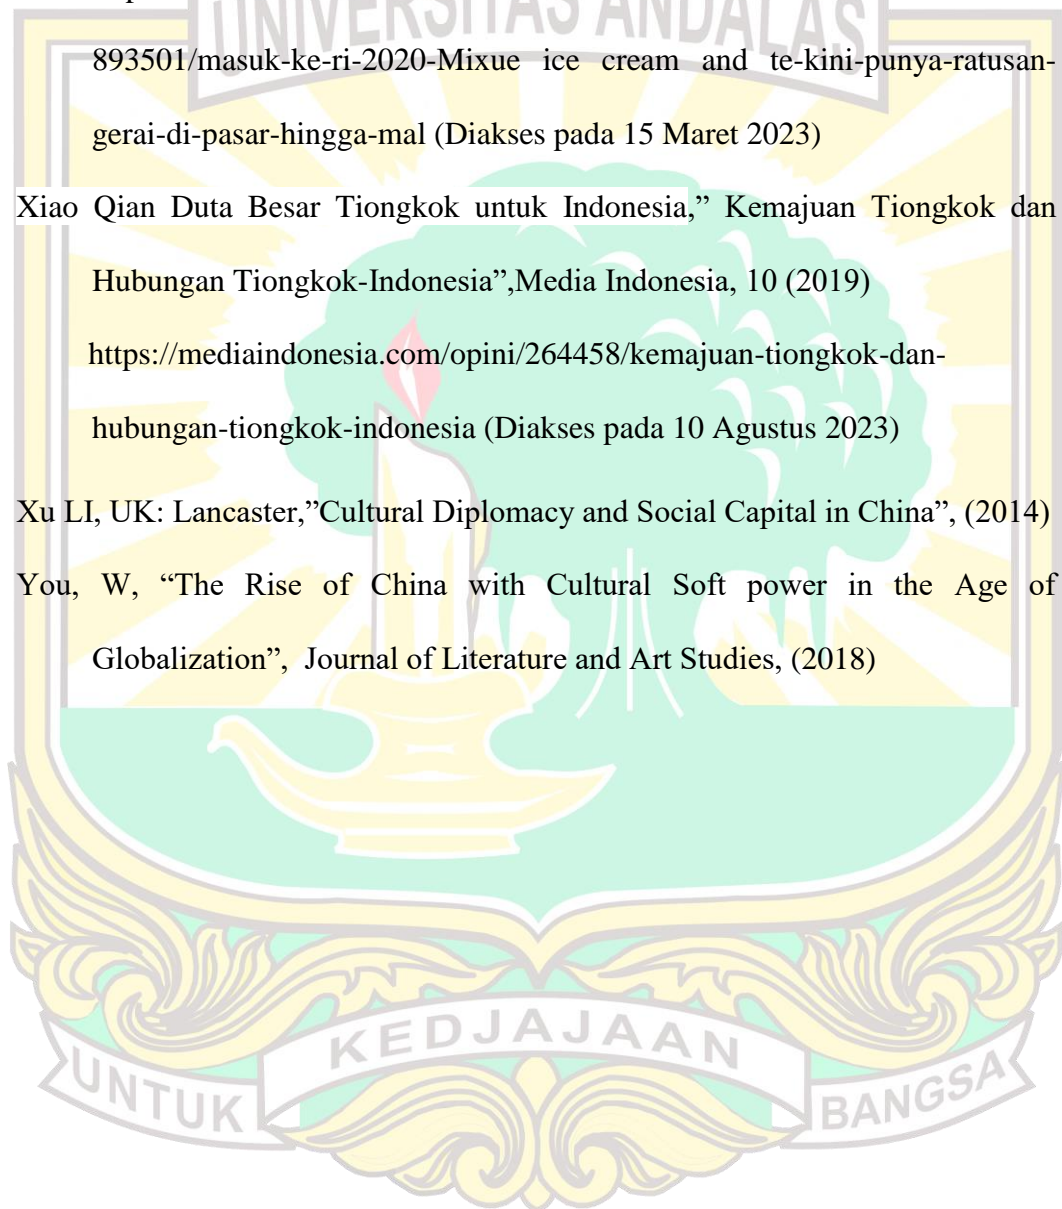 UNIVERSITAS ANDALAS
893501/masuk-ke-ri-2020-Mixue ice cream and te-kini-punya-ratusan-
gerai-di-pasar-hingga-mal (Diakses pada 15 Maret 2023)
Xiao Qian Duta Besar Tiongkok untuk Indonesia,” Kemajuan Tiongkok dan
Hubungan Tiongkok-Indonesia”,Media Indonesia, 10 (2019)
https://mediaindonesia.com/opini/264458/kemajuan-tiongkok-dan-
hubungan-tiongkok-indonesia (Diakses pada 10 Agustus 2023)
Xu LI, UK: Lancaster,”Cultural Diplomacy and Social Capital in China”, (2014)
You, W, “The Rise of China with Cultural Soft power in the Age of
Globalization”, Journal of Literature and Art Studies, (2018)
UNTUK KEDJAJAAN BANGSA